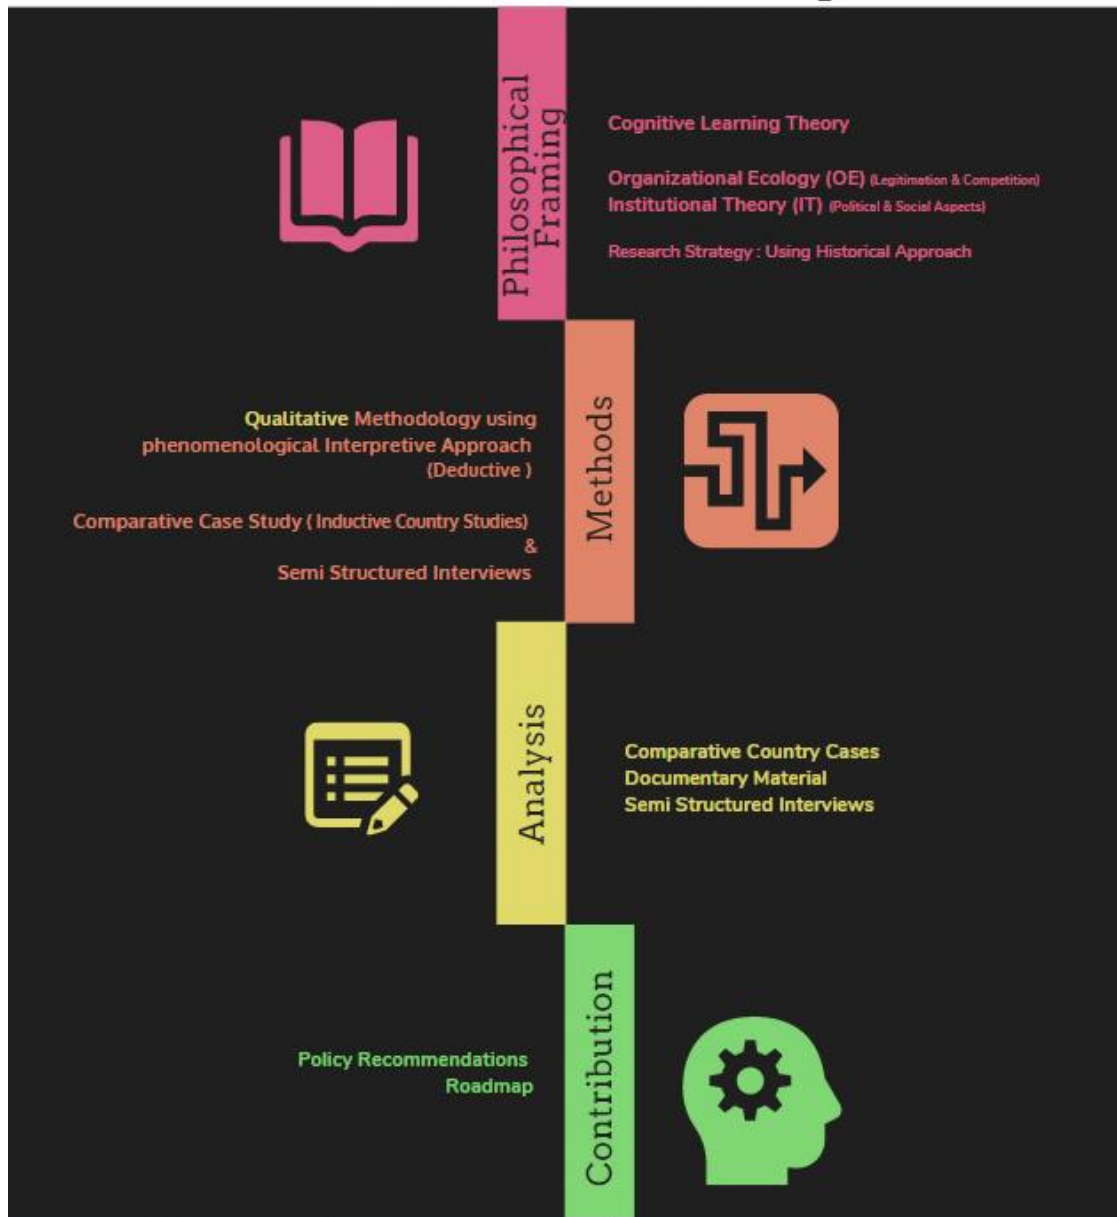 Philosophical
Framing
Cognitive Learning Theory
Organizational Ecology (OE) (Legitimation & Competition)
Institutional Theory (IT) (Political & Social Aspects)
Research Strategy : Using Historical Approach
Methods
Qualitative Methodology using
phenomenological Interpretive Approach
(Deductive )
Comparative Case Study ( Inductive Country Studies)
&
Semi Structured Interviews
Analysis
Comparative Country Cases
Documentary Material
Semi Structured Interviews
Contribution
Policy Recommendations
Roadmap